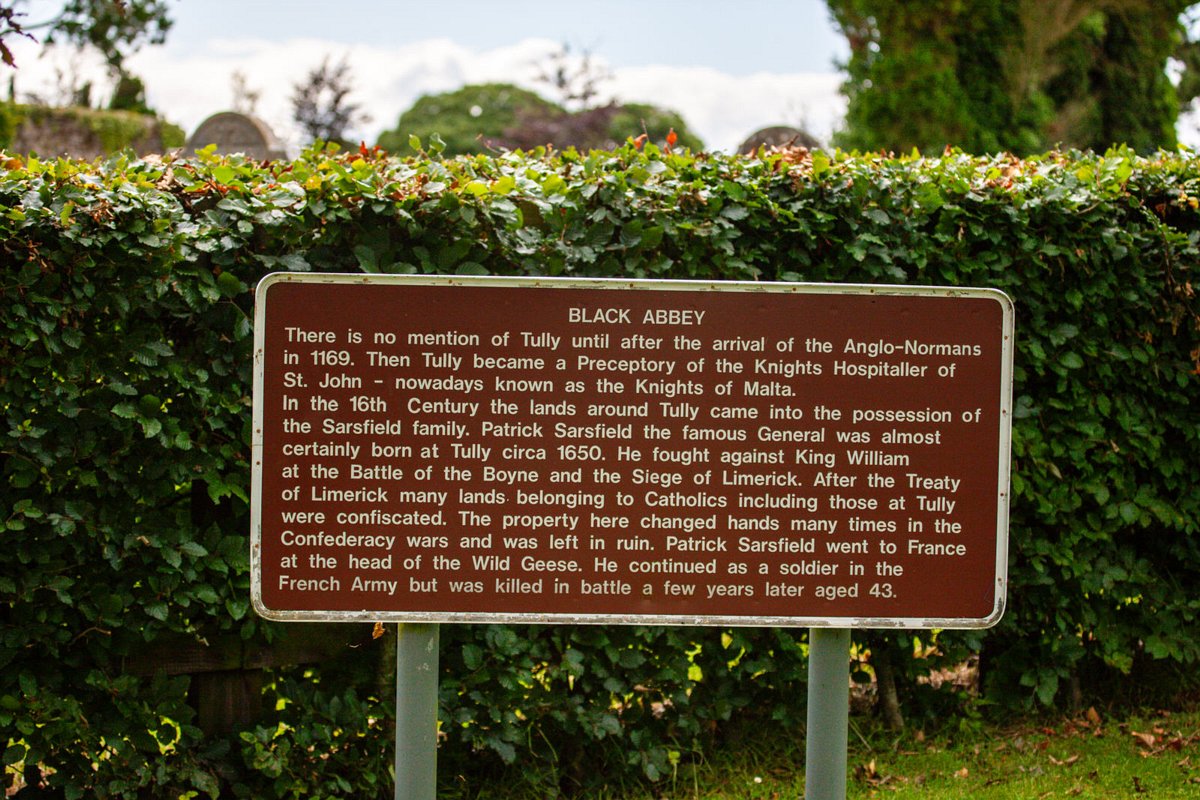 BLACK ABBEY
There is no mention of Tully until after the arrival of the Anglo-Normans
in 1169. Then Tully became a Preceptory of the Knights Hospitaller of
St. John - nowadays known as the Knights of Malta.
In the 16th Century the lands around Tully came into the possession of
the Sarsfield family. Patrick Sarsfield the famous General was almost
certainly born at Tully circa 1650. He fought against King William
at the Battle of the Boyne and the Siege of Limerick. After the Treaty
of Limerick many lands belonging to Catholics including those at Tully
were confiscated. The property here changed hands many times in the
Confederacy wars and was left in ruin. Patrick Sarsfield went to France
at the head of the Wild Geese. He continued as a soldier in the
French Army but was killed in battle a few years later aged 43.